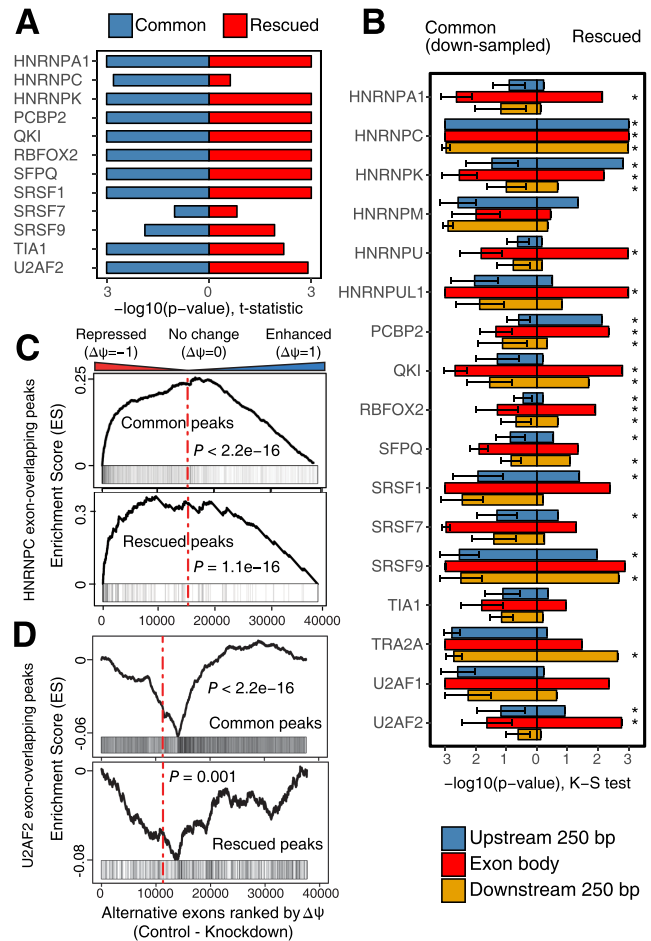 A
Common
Rescued
HNRNPA1
HNRNPC
HNRNPK
PCBP2
QKI
RBFOX2
SFPQ
SRSF1
SRSF7
SRSF9
TIA1
U2AF2
3 0 3
−log10(p−value), t−statistic
B
Common
(down-sampled)
Rescued
HNRNPA1 *
HNRNPC *
*
*
HNRNPK *
*
*
HNRNPM
HNRNPU *
HNRNPUL1 *
PCBP2 *
*
*
QKI *
*
RBFOX2 *
*
*
SFPQ *
*
SRSF1 *
SRSF7 *
SRSF9 *
*
TIA1
TRA2A *
U2AF1
U2AF2 *
*
3 2 1 0 1 2 3
−log10(p−value), K−S test
Upstream 250 bp
Exon body
Downstream 250 bp
C
Repressed
(Δψ=−1)
No change
(Δψ=0)
Enhanced
(Δψ=1)
HNRNPC exon-overlapping peaks
Enrichment Score (ES)
0.25
0
Common peaks
P < 2.2e−16
0.3
0
Rescued peaks
P = 1.1e−16
0 10000 20000 30000 40000
D
U2AF2 exon-overlapping peaks
Enrichment Score (ES)
0
-0.06
P < 2.2e−16
Common peaks
0
-0.08
P = 0.001
Rescued peaks
0 10000 20000 30000 40000
Alternative exons ranked by Δψ
(Control - Knockdown)